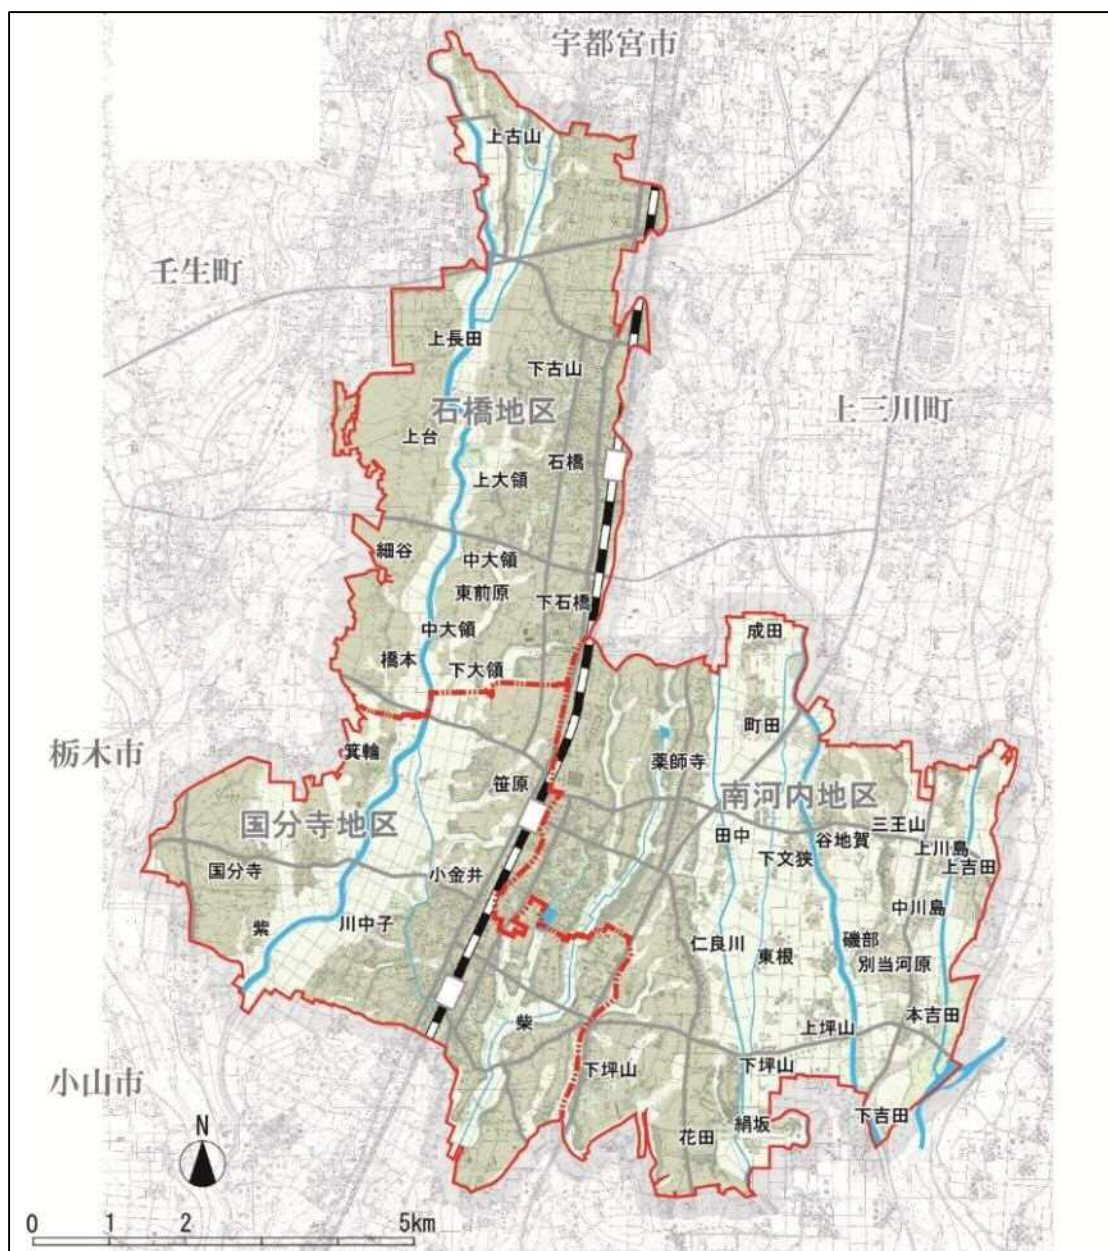 宇都宮市
上古山
壬生町
上長田
下古山
石橋地区
上三川町
上台
石橋
上大領
細谷
中大領
東前原
下石橋
中大領
成田
橋本
下大領
町田
栃木市
箕輪
薬師寺
笹原
南河内地区
国分寺地区
三王山
田中
谷地賀
上川島
下文狭
上吉田
国分寺
小金井
中川島
紫
川中子
仁良川
磯部
東根
別当河原
柴
本吉田
上坪山
小山市
下坪山
下坪山
下吉田
N
絹坂
花田
0 1 2 5km